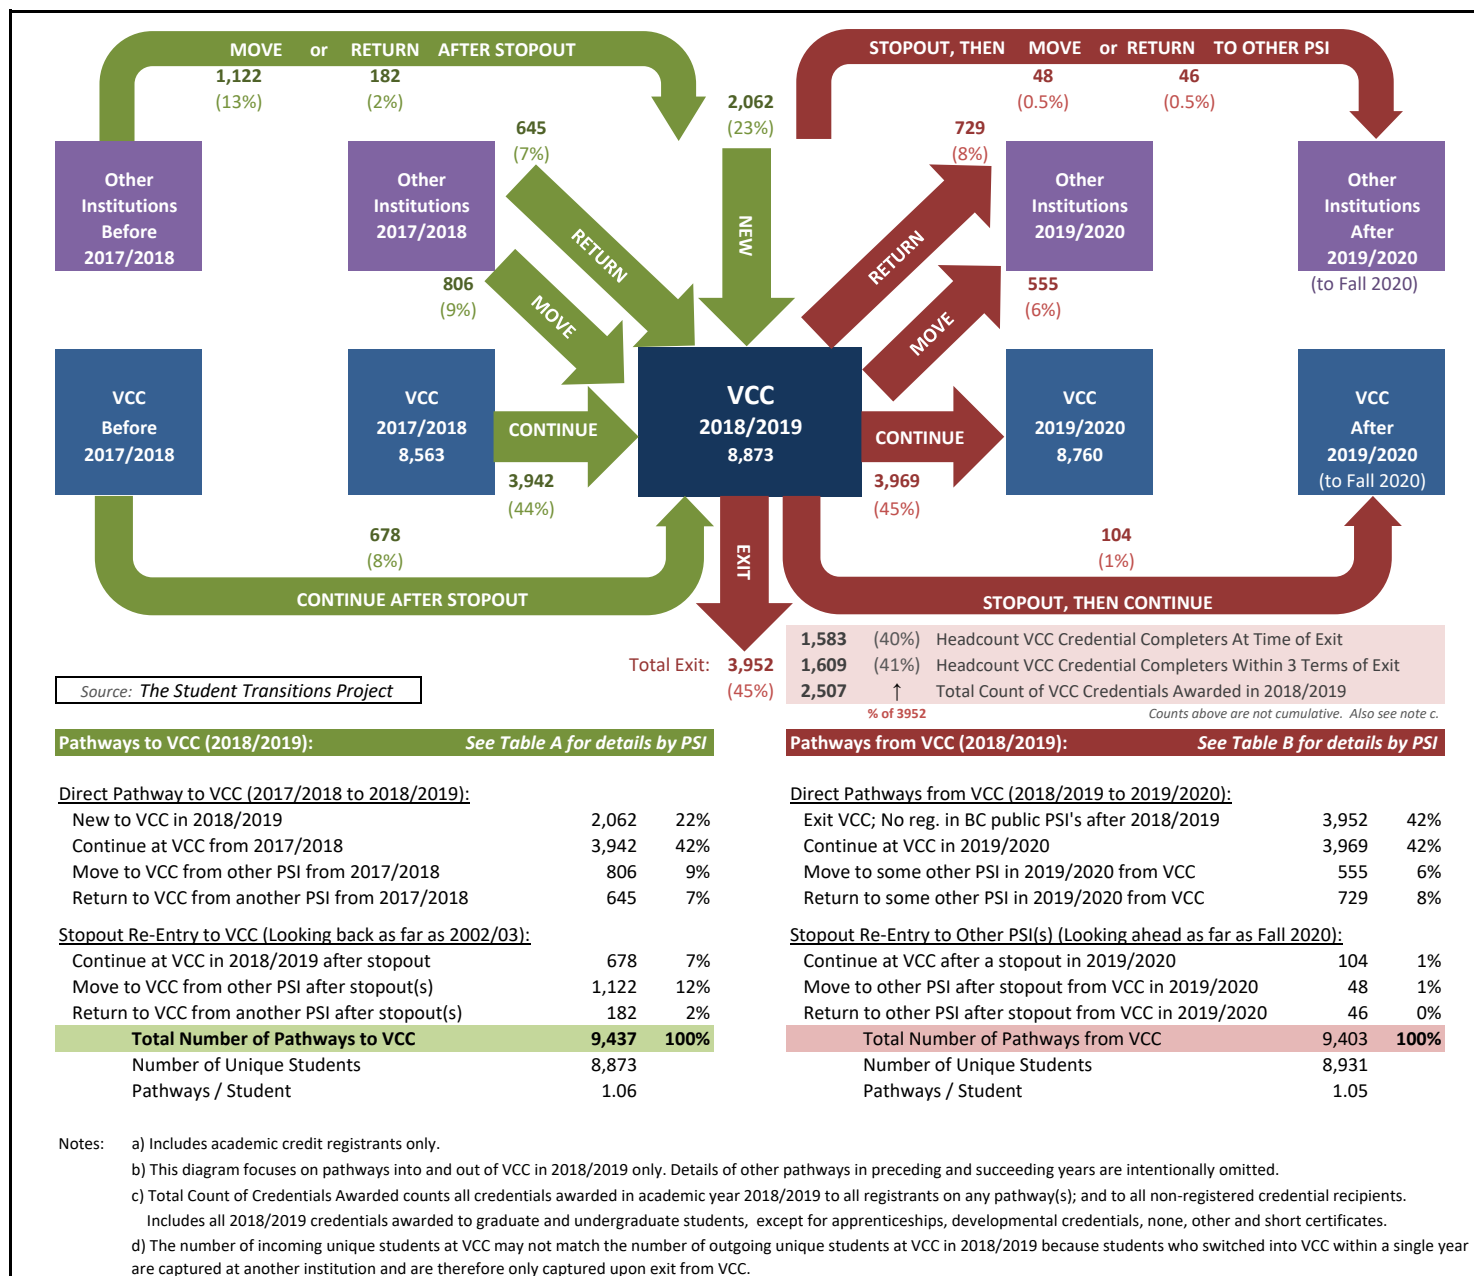 MOVE or RETURN AFTER STOPOUT
1,122 182
(13%) (2%)
STOPOUT, THEN MOVE or RETURN TO OTHER PSI
48 46
(0.5%) (0.5%)
2,062
(23%)
645
(7%)
729
(8%)
Other
Institutions
Before
2017/2018
Other
Institutions
2017/2018
RETURN
NEW
RETURN
Other
Institutions
2019/2020
Other
Institutions
After
2019/2020
(to Fall 2020)
806
(9%)
MOVE
MOVE
555
(6%)
VCC
Before
2017/2018
VCC
2017/2018
8,563
CONTINUE
3,942
(44%)
VCC
2018/2019
8,873
CONTINUE
3,969
(45%)
VCC
2019/2020
8,760
VCC
After
2019/2020
(to Fall 2020)
678
(8%)
CONTINUE AFTER STOPOUT
EXIT
104
(1%)
STOPOUT, THEN CONTINUE
Total Exit: 3,952
(45%)
1,583 (40%) Headcount VCC Credential Completers At Time of Exit
1,609 (41%) Headcount VCC Credential Completers Within 3 Terms of Exit
2,507 ↑ Total Count of VCC Credentials Awarded in 2018/2019
% of 3952 Counts above are not cumulative. Also see note c.
Source: The Student Transitions Project
Pathways to VCC (2018/2019): See Table A for details by PSI
Direct Pathway to VCC (2017/2018 to 2018/2019):
New to VCC in 2018/2019 2,062 22%
Continue at VCC from 2017/2018 3,942 42%
Move to VCC from other PSI from 2017/2018 806 9%
Return to VCC from another PSI from 2017/2018 645 7%
Stopout Re-Entry to VCC (Looking back as far as 2002/03):
Continue at VCC in 2018/2019 after stopout 678 7%
Move to VCC from other PSI after stopout(s) 1,122 12%
Return to VCC from another PSI after stopout(s) 182 2%
Total Number of Pathways to VCC 9,437 100%
Number of Unique Students 8,873
Pathways / Student 1.06
Pathways from VCC (2018/2019): See Table B for details by PSI
Direct Pathways from VCC (2018/2019 to 2019/2020):
Exit VCC; No reg. in BC public PSI's after 2018/2019 3,952 42%
Continue at VCC in 2019/2020 3,969 42%
Move to some other PSI in 2019/2020 from VCC 555 6%
Return to some other PSI in 2019/2020 from VCC 729 8%
Stopout Re-Entry to Other PSI(s) (Looking ahead as far as Fall 2020):
Continue at VCC after a stopout in 2019/2020 104 1%
Move to other PSI after stopout from VCC in 2019/2020 48 1%
Return to other PSI after stopout from VCC in 2019/2020 46 0%
Total Number of Pathways from VCC 9,403 100%
Number of Unique Students 8,931
Pathways / Student 1.05
Notes: a) Includes academic credit registrants only.
b) This diagram focuses on pathways into and out of VCC in 2018/2019 only. Details of other pathways in preceding and succeeding years are intentionally omitted.
c) Total Count of Credentials Awarded counts all credentials awarded in academic year 2018/2019 to all registrants on any pathway(s); and to all non-registered credential recipients.
Includes all 2018/2019 credentials awarded to graduate and undergraduate students, except for apprenticeships, developmental credentials, none, other and short certificates.
d) The number of incoming unique students at VCC may not match the number of outgoing unique students at VCC in 2018/2019 because students who switched into VCC within a single year
are captured at another institution and are therefore only captured upon exit from VCC.